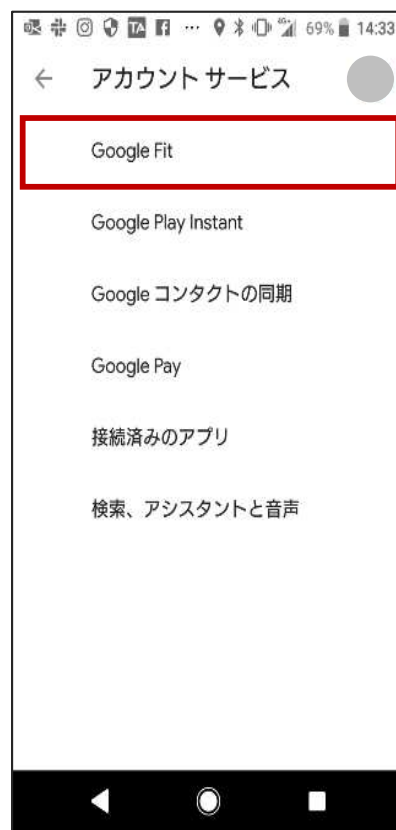 69% 14:33
アカウント サービス
Google Fit
Google Play Instant
Google コンタクトの同期
Google Pay
接続済みのアプリ
検索、アシスタントと音声